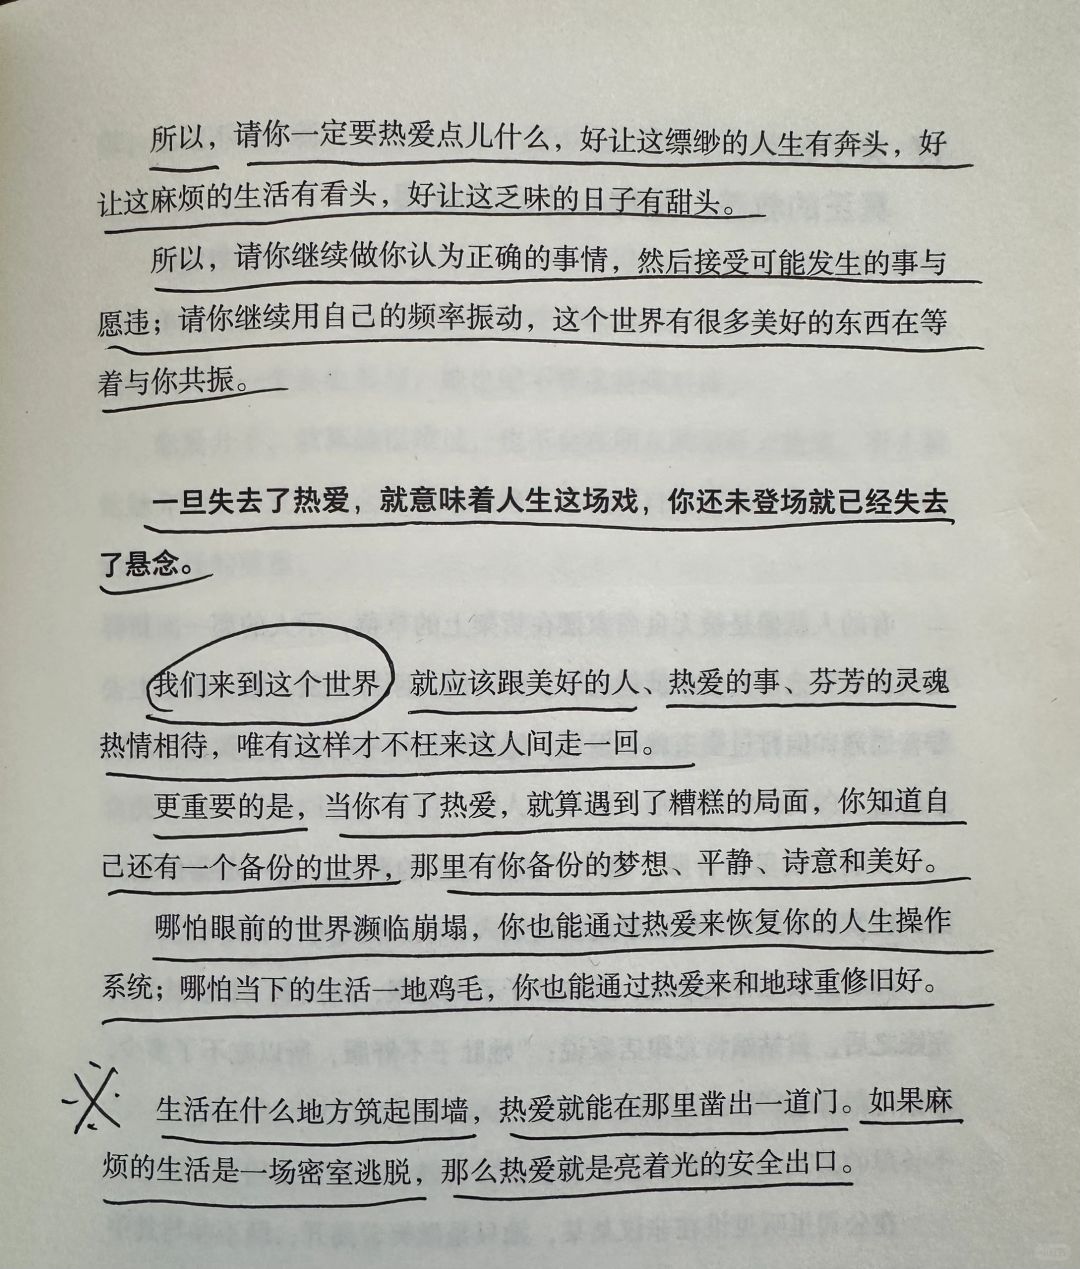 所以，请你一定要热爱点儿什么，好让这缥缈的人生有奔头，好
让这麻烦的生活有看头，好让这乏味的日子有甜头。
所以，请你继续做你认为正确的事情，然后接受可能发生的事与
愿违；请你继续用自己的频率振动，这个世界有很多美好的东西在等
着与你共振。
一旦失去了热爱，就意味着人生这场戏，你还未登场就已经失去
了悬念。
我们来到这个世界 就应该跟美好的人、热爱的事、芬芳的灵魂
热情相待，唯有这样才不枉来这人间走一回。
更重要的是，当你有了热爱，就算遇到了糟糕的局面，你知道自
己还有一个备份的世界，那里有你备份的梦想、平静、诗意和美好。
哪怕眼前的世界濒临崩塌，你也能通过热爱来恢复你的人生操作
系统；哪怕当下的生活一地鸡毛，你也能通过热爱来和地球重修旧好。
生活在什么地方筑起围墙，热爱就能在那里凿出一道门。如果麻
烦的生活是一场密室逃脱，那么热爱就是亮着光的安全出口。